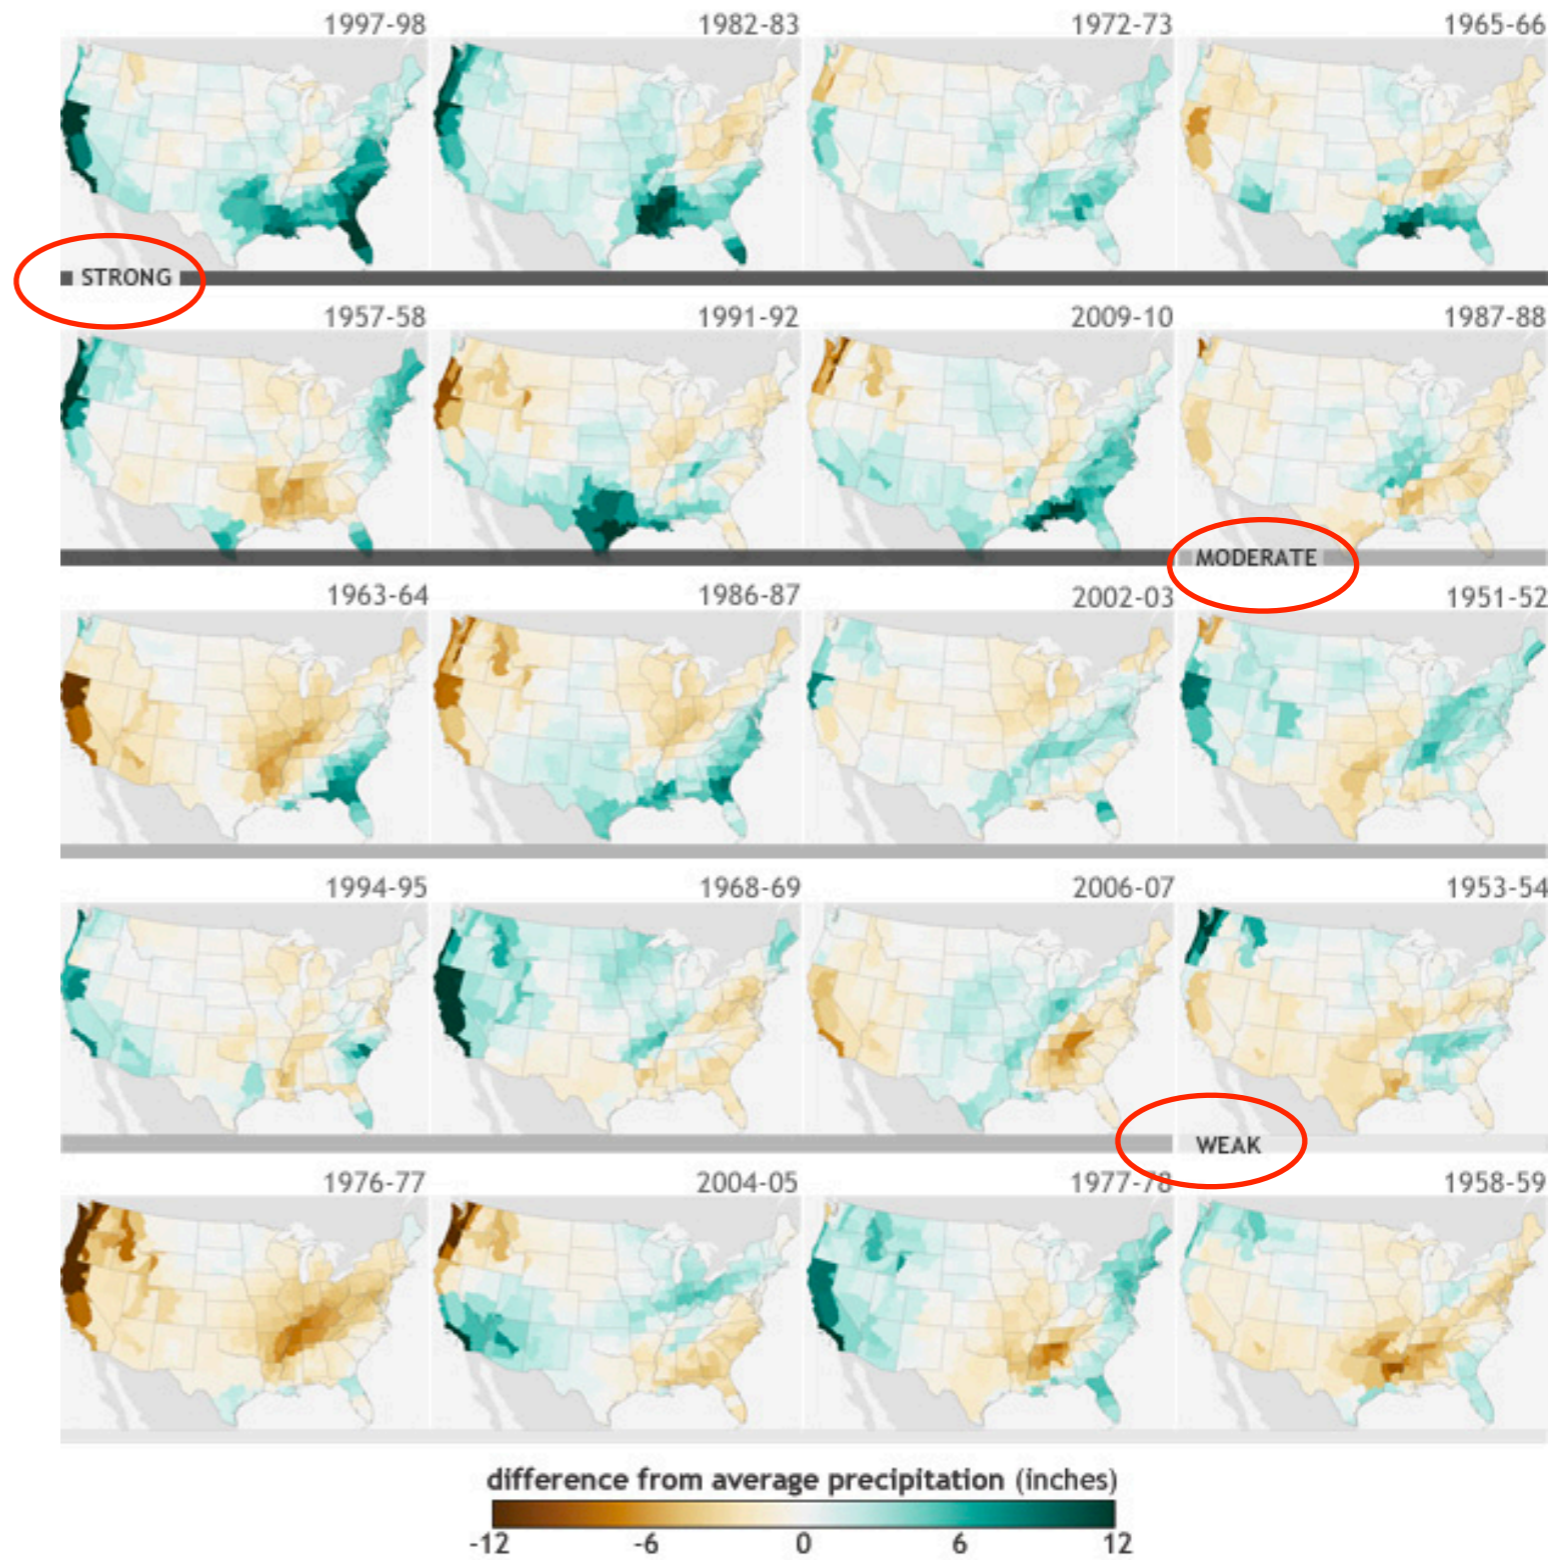 1997-98 1982-83 1972-73 1965-66
STRONG
1957-58 1991-92 2009-10 1987-88
MODERATE
1963-64 1986-87 2002-03 1951-52
1994-95 1968-69 2006-07 1953-54
WEAK
1976-77 2004-05 1977-78 1958-59
difference from average precipitation (inches)
-12 -6 0 6 12